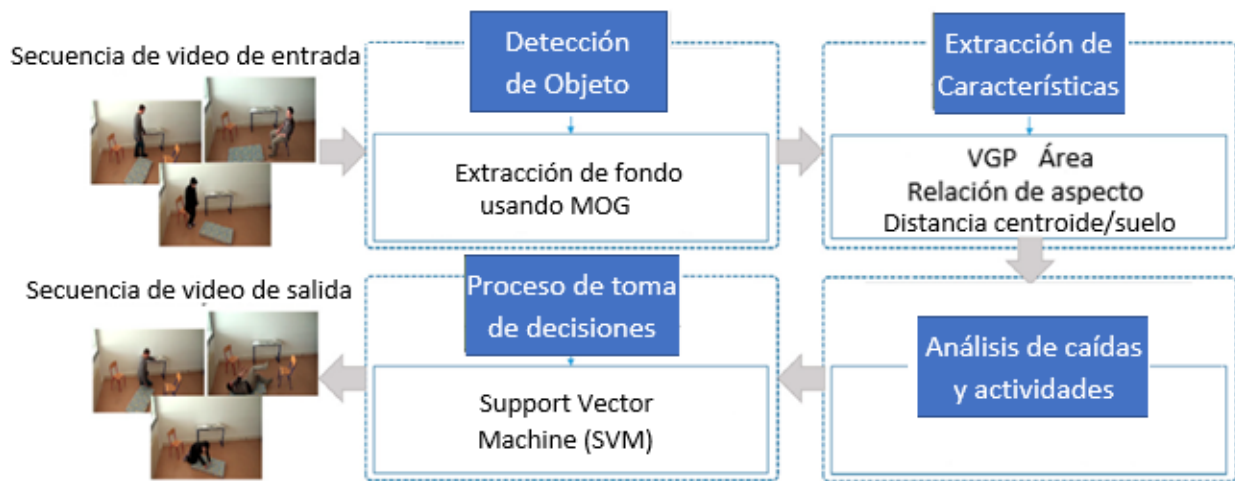 Secuencia de video de entrada
Detección
de Objeto
Extracción de fondo
usando MOG
Extracción de
Características
VGP Área
Relación de aspecto
Distancia centroide/suelo
Análisis de caídas
y actividades
Proceso de toma
de decisiones
Support Vector
Machine (SVM)
Secuencia de video de salida